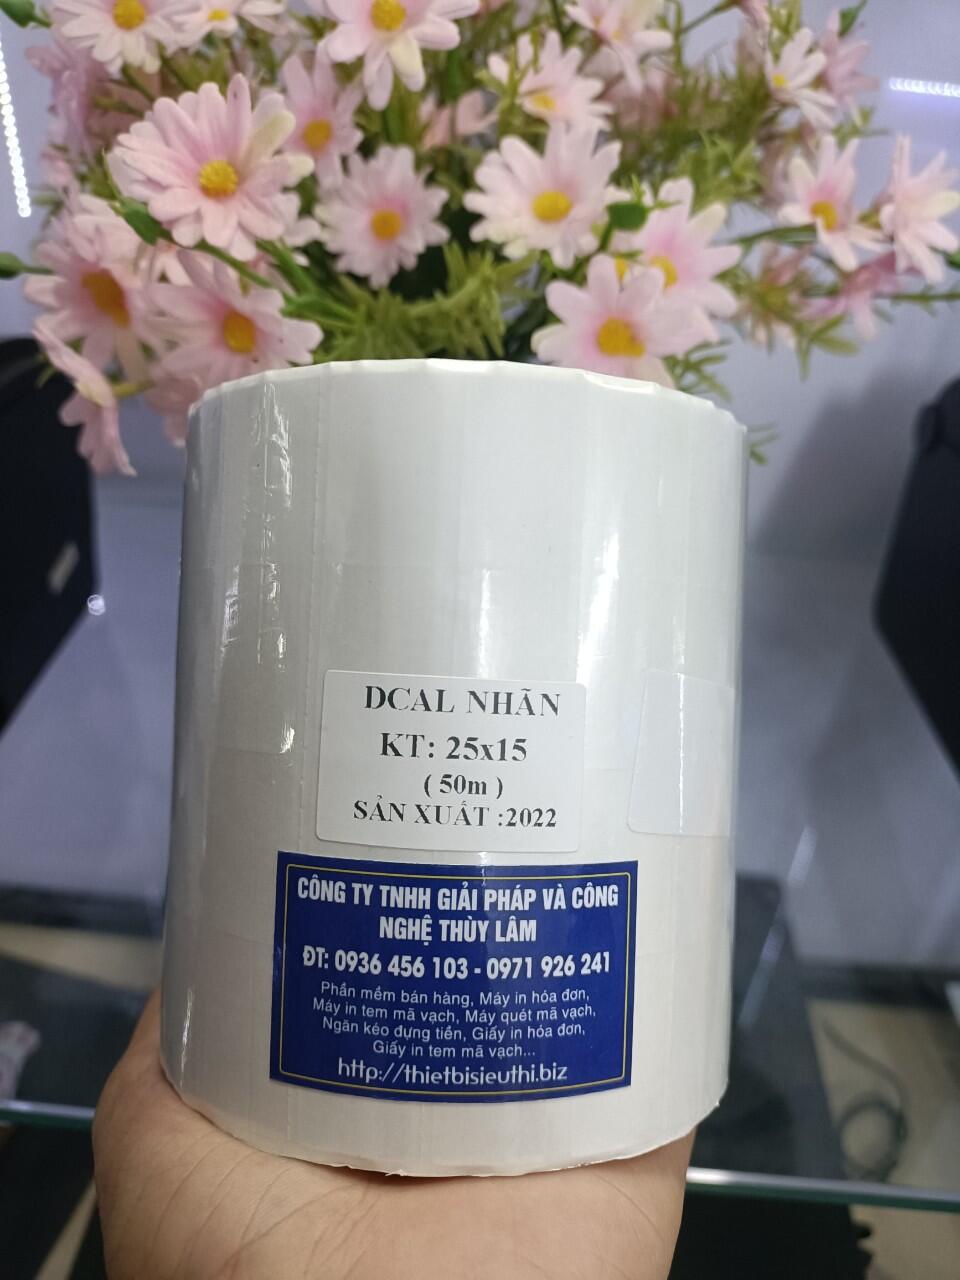 DCAL NHÃN
KT: 25x15
( 50m )
SẢN XUẤT :2022
CÔNG TY TNHH GIẢI PHÁP VÀ CÔNG
NGHỆ THÙY LÂM
ĐT: 0936 456 103 - 0971 926 241
Phần mềm bán hàng, Máy in hóa đơn,
Máy in tem mã vạch, Máy quét mã vạch,
Ngăn kéo đựng tiền, Giấy in hóa đơn,
Giấy in tem mã vạch...
http://thietbisieuthi.biz